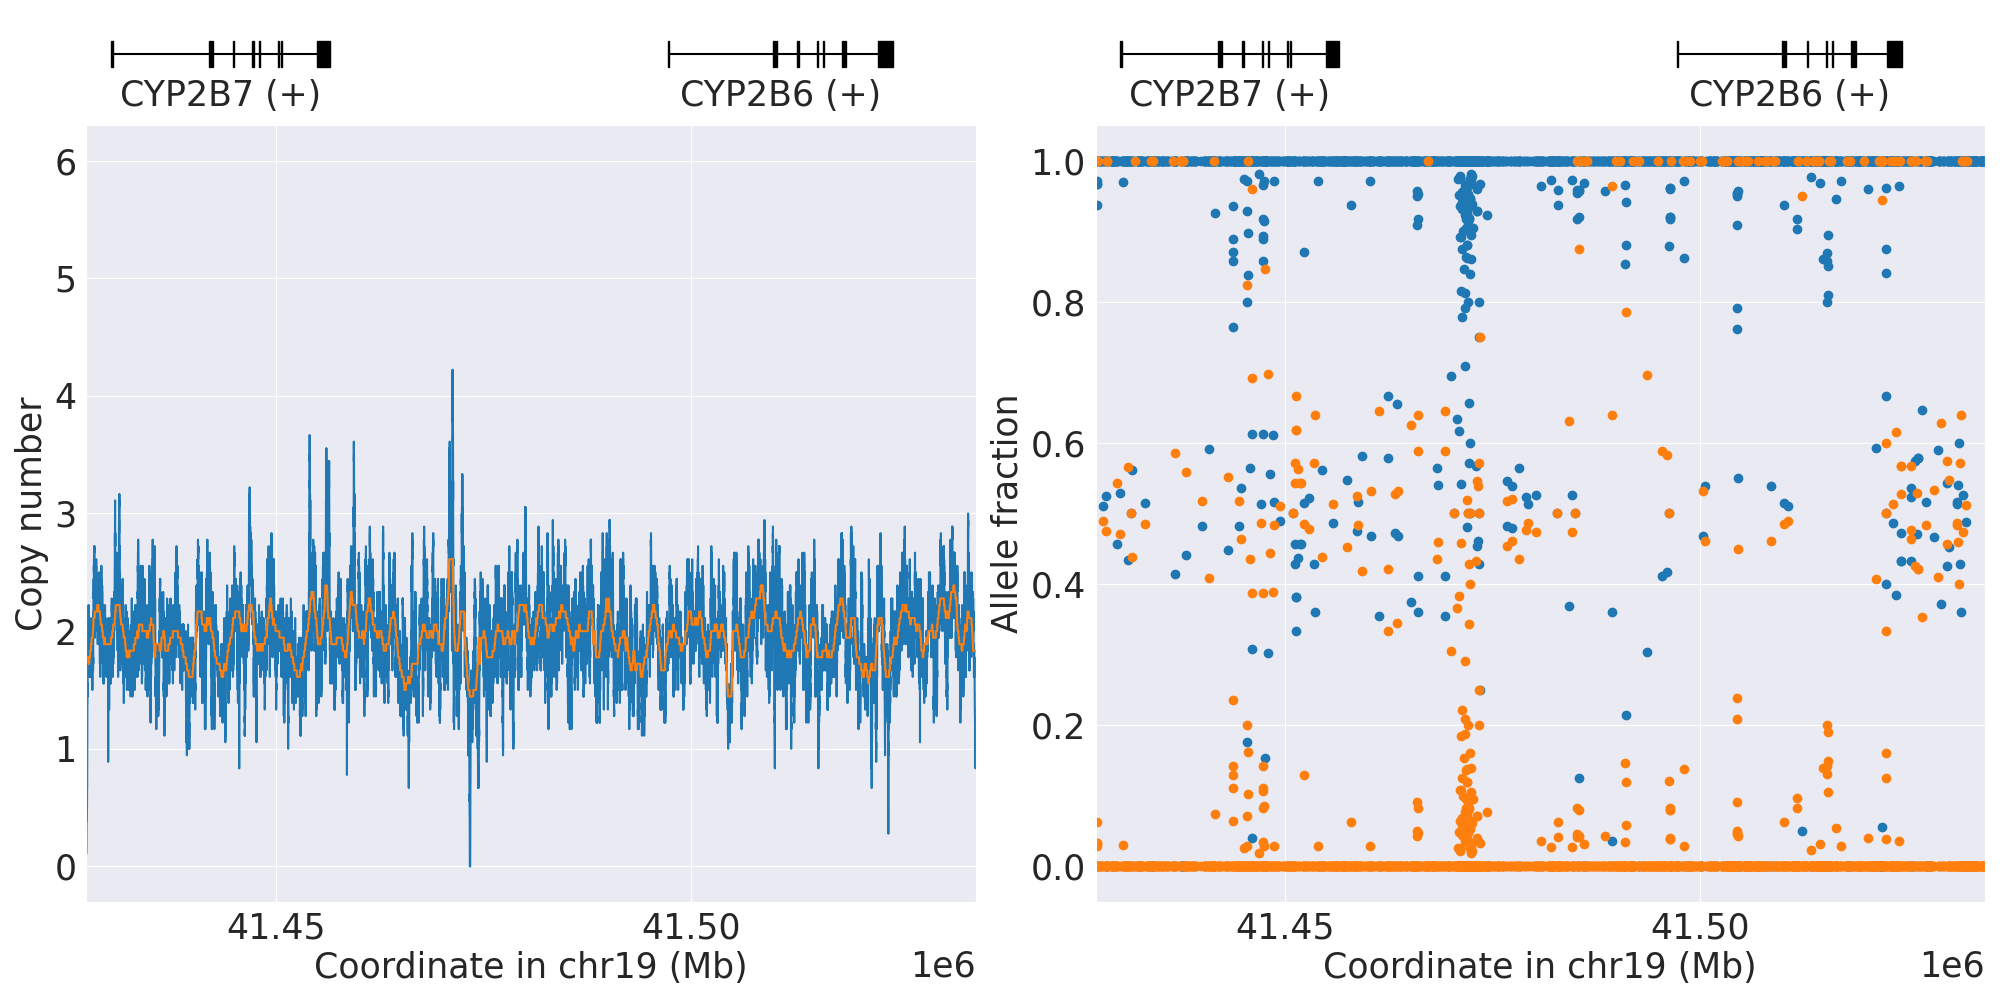 CYP2B7 (+) CYP2B6 (+)
6
5
4
3
2
1
0
Copy number
41.45 41.50
Coordinate in chr19 (Mb) 1e6
CYP2B7 (+) CYP2B6 (+)
1.0
0.8
0.6
0.4
0.2
0.0
Allele fraction
41.45 41.50
Coordinate in chr19 (Mb) 1e6